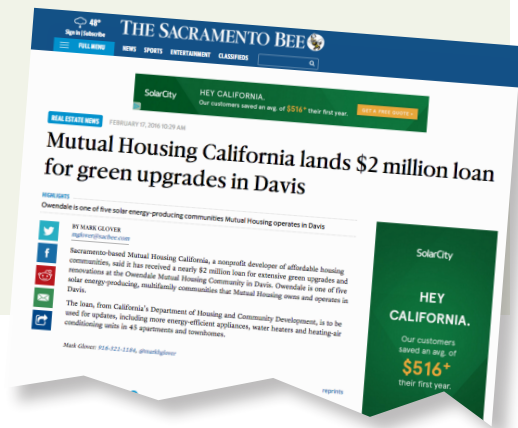 48°
Sign In | Subscribe
THE SACRAMENTO BEE
FULL MENU
NEWS SPORTS ENTERTAINMENT CLASSIFIEDS
SolarCity
HEY CALIFORNIA.
Our customers saved an avg. of $516+ their first year.
GET A FREE QUOTE
REAL ESTATE NEWS
FEBRUARY 17, 2016 10:29 AM
Mutual Housing California lands $2 million loan
for green upgrades in Davis
HIGHLIGHTS
Owendale is one of five solar energy-producing communities Mutual Housing operates in Davis
BY MARK GLOVER
mglover@sacbee.com
Sacramento-based Mutual Housing California, a nonprofit developer of affordable housing
communities, said it has received a nearly $2 million loan for extensive green upgrades and
renovations at the Owendale Mutual Housing Community in Davis. Owendale is one of five
solar energy-producing, multifamily communities that Mutual Housing owns and operates in
Davis.
The loan, from California's Department of Housing and Community Development, is to be
used for updates, including more energy-efficient appliances, water heaters and heating-air
conditioning units in 45 apartments and townhomes.
Mark Glover: 916-321-1184, @markhglover
reprints
SolarCity
HEY
CALIFORNIA.
Our customers
saved an avg. of
$516+
their first year.